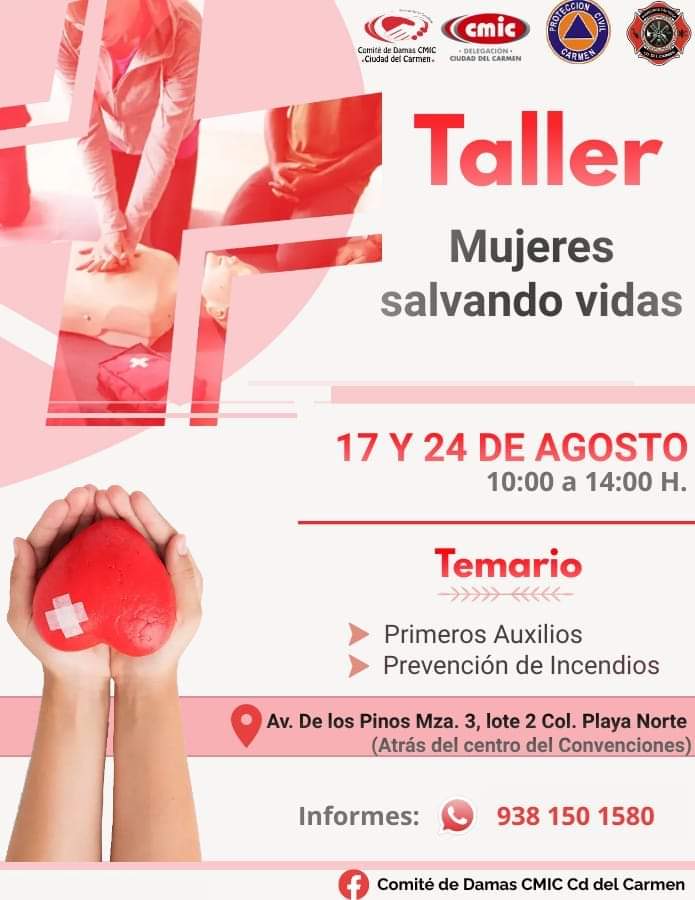 Comité de Damas CMIC
Ciudad del Carmen
cmic
· DELEGACIÓN ·
CIUDAD DEL CARMEN
PROTECCION CIVIL
CARMEN
Taller
Mujeres
salvando vidas
17 Y 24 DE AGOSTO
10:00 a 14:00 H.
Temario
Primeros Auxilios
Prevención de Incendios
Av. De los Pinos Mza. 3, lote 2 Col. Playa Norte
(Atrás del centro del Convenciones)
Informes: 938 150 1580
Comité de Damas CMIC Cd del Carmen